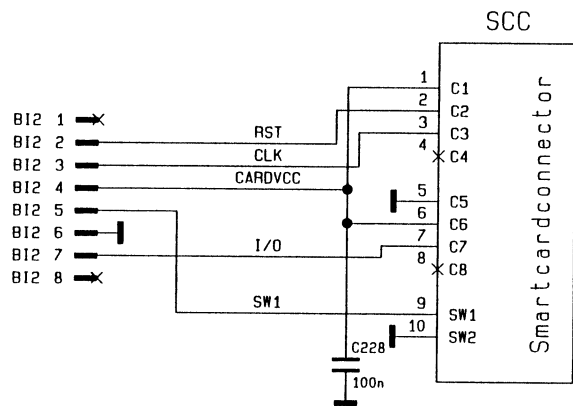 SCC
BI2 1
BI2 2
BI2 3
BI2 4
BI2 5
BI2 6
BI2 7
BI2 8
RST
CLK
CARDVCC
I/O
SW1
1 C1
2 C2
3 C3
4 C4
5 C5
6 C6
7 C7
8 C8
9 SW1
10 SW2
Smartcardconnector
C228
100n